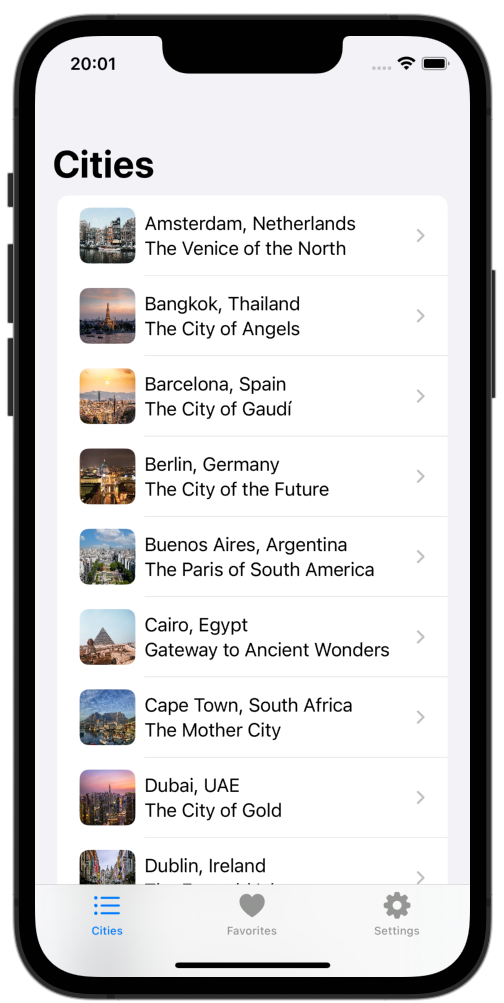 20:01
Cities
Amsterdam, Netherlands
The Venice of the North
Bangkok, Thailand
The City of Angels
Barcelona, Spain
The City of Gaudí
Berlin, Germany
The City of the Future
Buenos Aires, Argentina
The Paris of South America
Cairo, Egypt
Gateway to Ancient Wonders
Cape Town, South Africa
The Mother City
Dubai, UAE
The City of Gold
Dublin, Ireland
Cities
Favorites
Settings